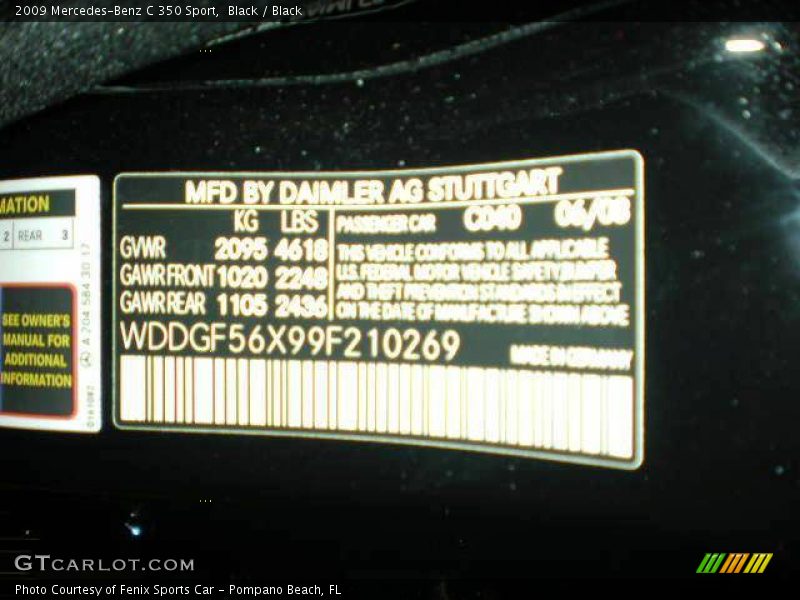 2009 Mercedes-Benz C 350 Sport,  Black / Black
MFD BY DAIMLER AG STUTTGART
KG LBS
GVWR 2095 4618
GAWR FRONT 1020 2248
GAWR REAR 1105 2436
PASSENGER CAR C040 06/08
THIS VEHICLE CONFORMS TO ALL APPLICABLE
U.S. FEDERAL MOTOR VEHICLE SAFETY, BUMPER
AND THEFT PREVENTION STANDARDS IN EFFECT
ON THE DATE OF MANUFACTURE SHOWN ABOVE
WDDGF56X99F210269
MADE IN GERMANY
MATION
2 REAR 3
SEE OWNER'S
MANUAL FOR
ADDITIONAL
INFORMATION
A 204 584 30 17
GTCARLOT.COM
Photo Courtesy of Fenix Sports Car - Pompano Beach, FL